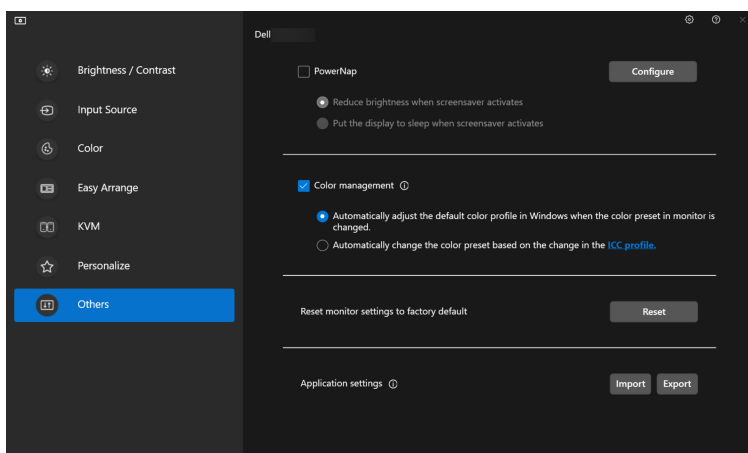 Dell
Brightness / Contrast
Input Source
Color
Easy Arrange
KVM
Personalize
Others
PowerNap
Configure
Reduce brightness when screensaver activates
Put the display to sleep when screensaver activates
Color management
Automatically adjust the default color profile in Windows when the color preset in monitor is
changed.
Automatically change the color preset based on the change in the ICC profile.
Reset monitor settings to factory default
Reset
Application settings
Import
Export